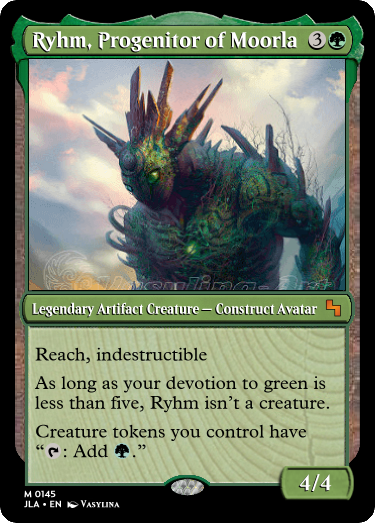 Ryhm, Progenitor of Moorla 3
Legendary Artifact Creature — Construct Avatar
Reach, indestructible
As long as your devotion to green is
less than five, Ryhm isn't a creature.
Creature tokens you control have
“: Add .”
4/4
M 0145
JLA • EN VASYLINA